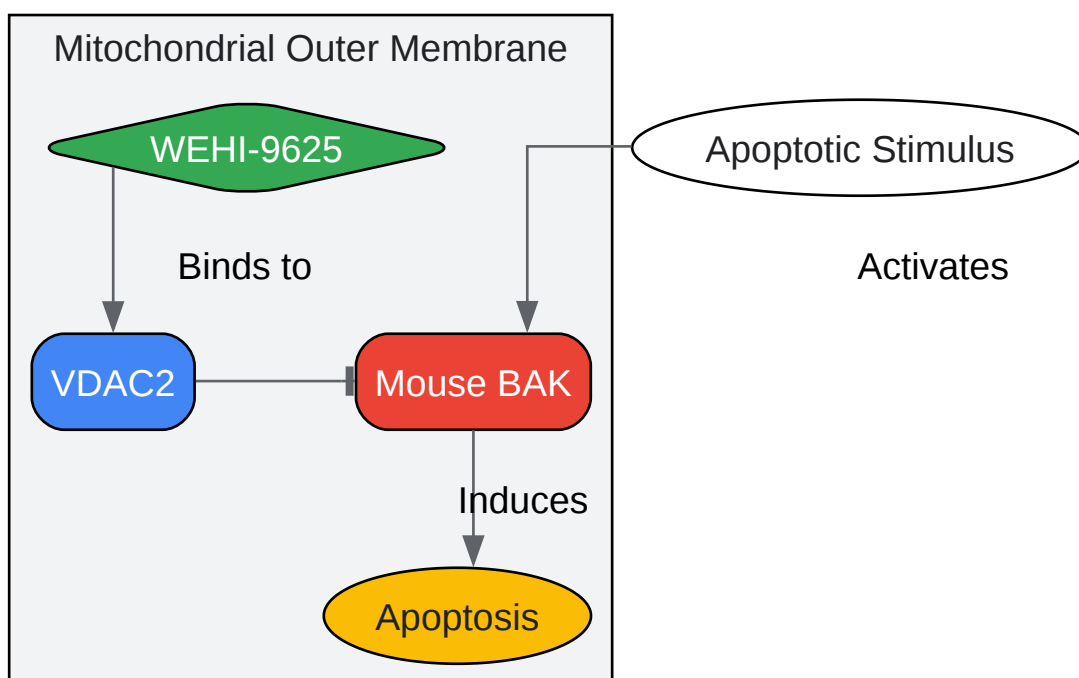 Mitochondrial Outer Membrane
WEHI-9625
Apoptotic Stimulus
Binds to
Activates
VDAC2
Mouse BAK
Induces
Apoptosis